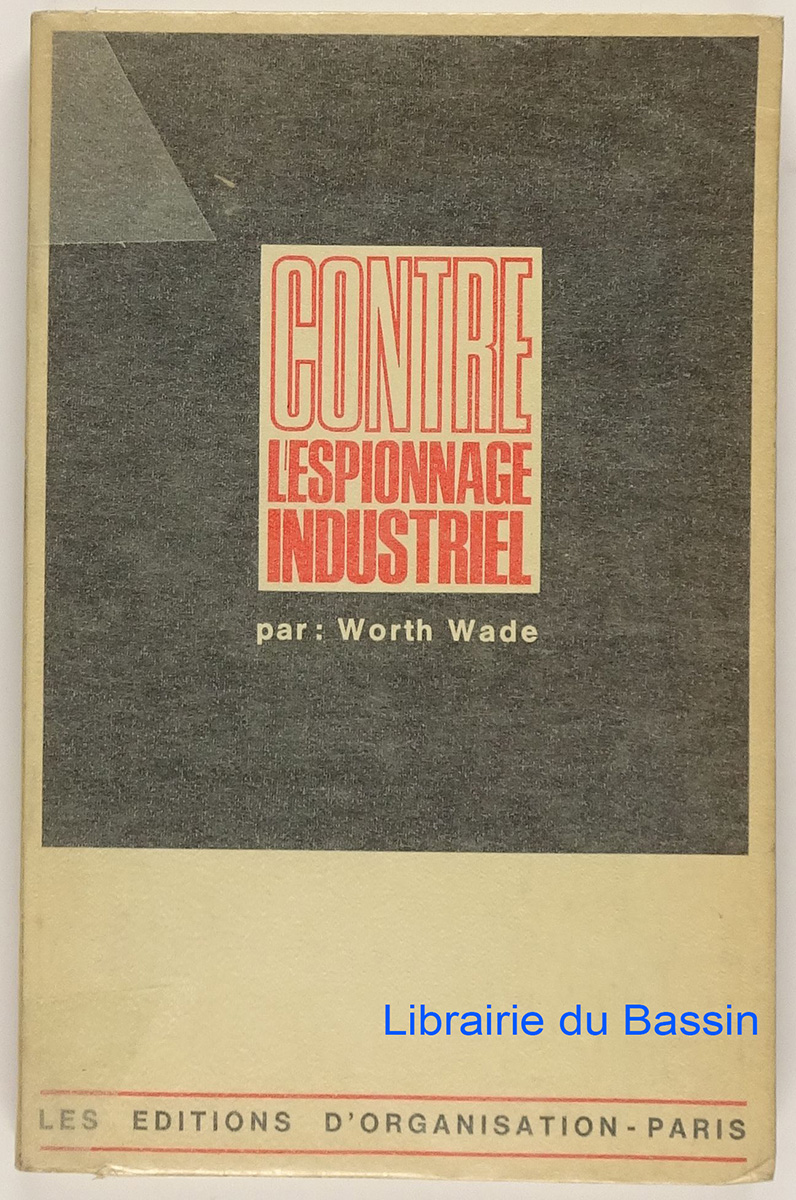 CONTRE
L'ESPIONNAGE
INDUSTRIEL
par: Worth Wade
Librairie du Bassin
LES EDITIONS D'ORGANISATION-PARIS